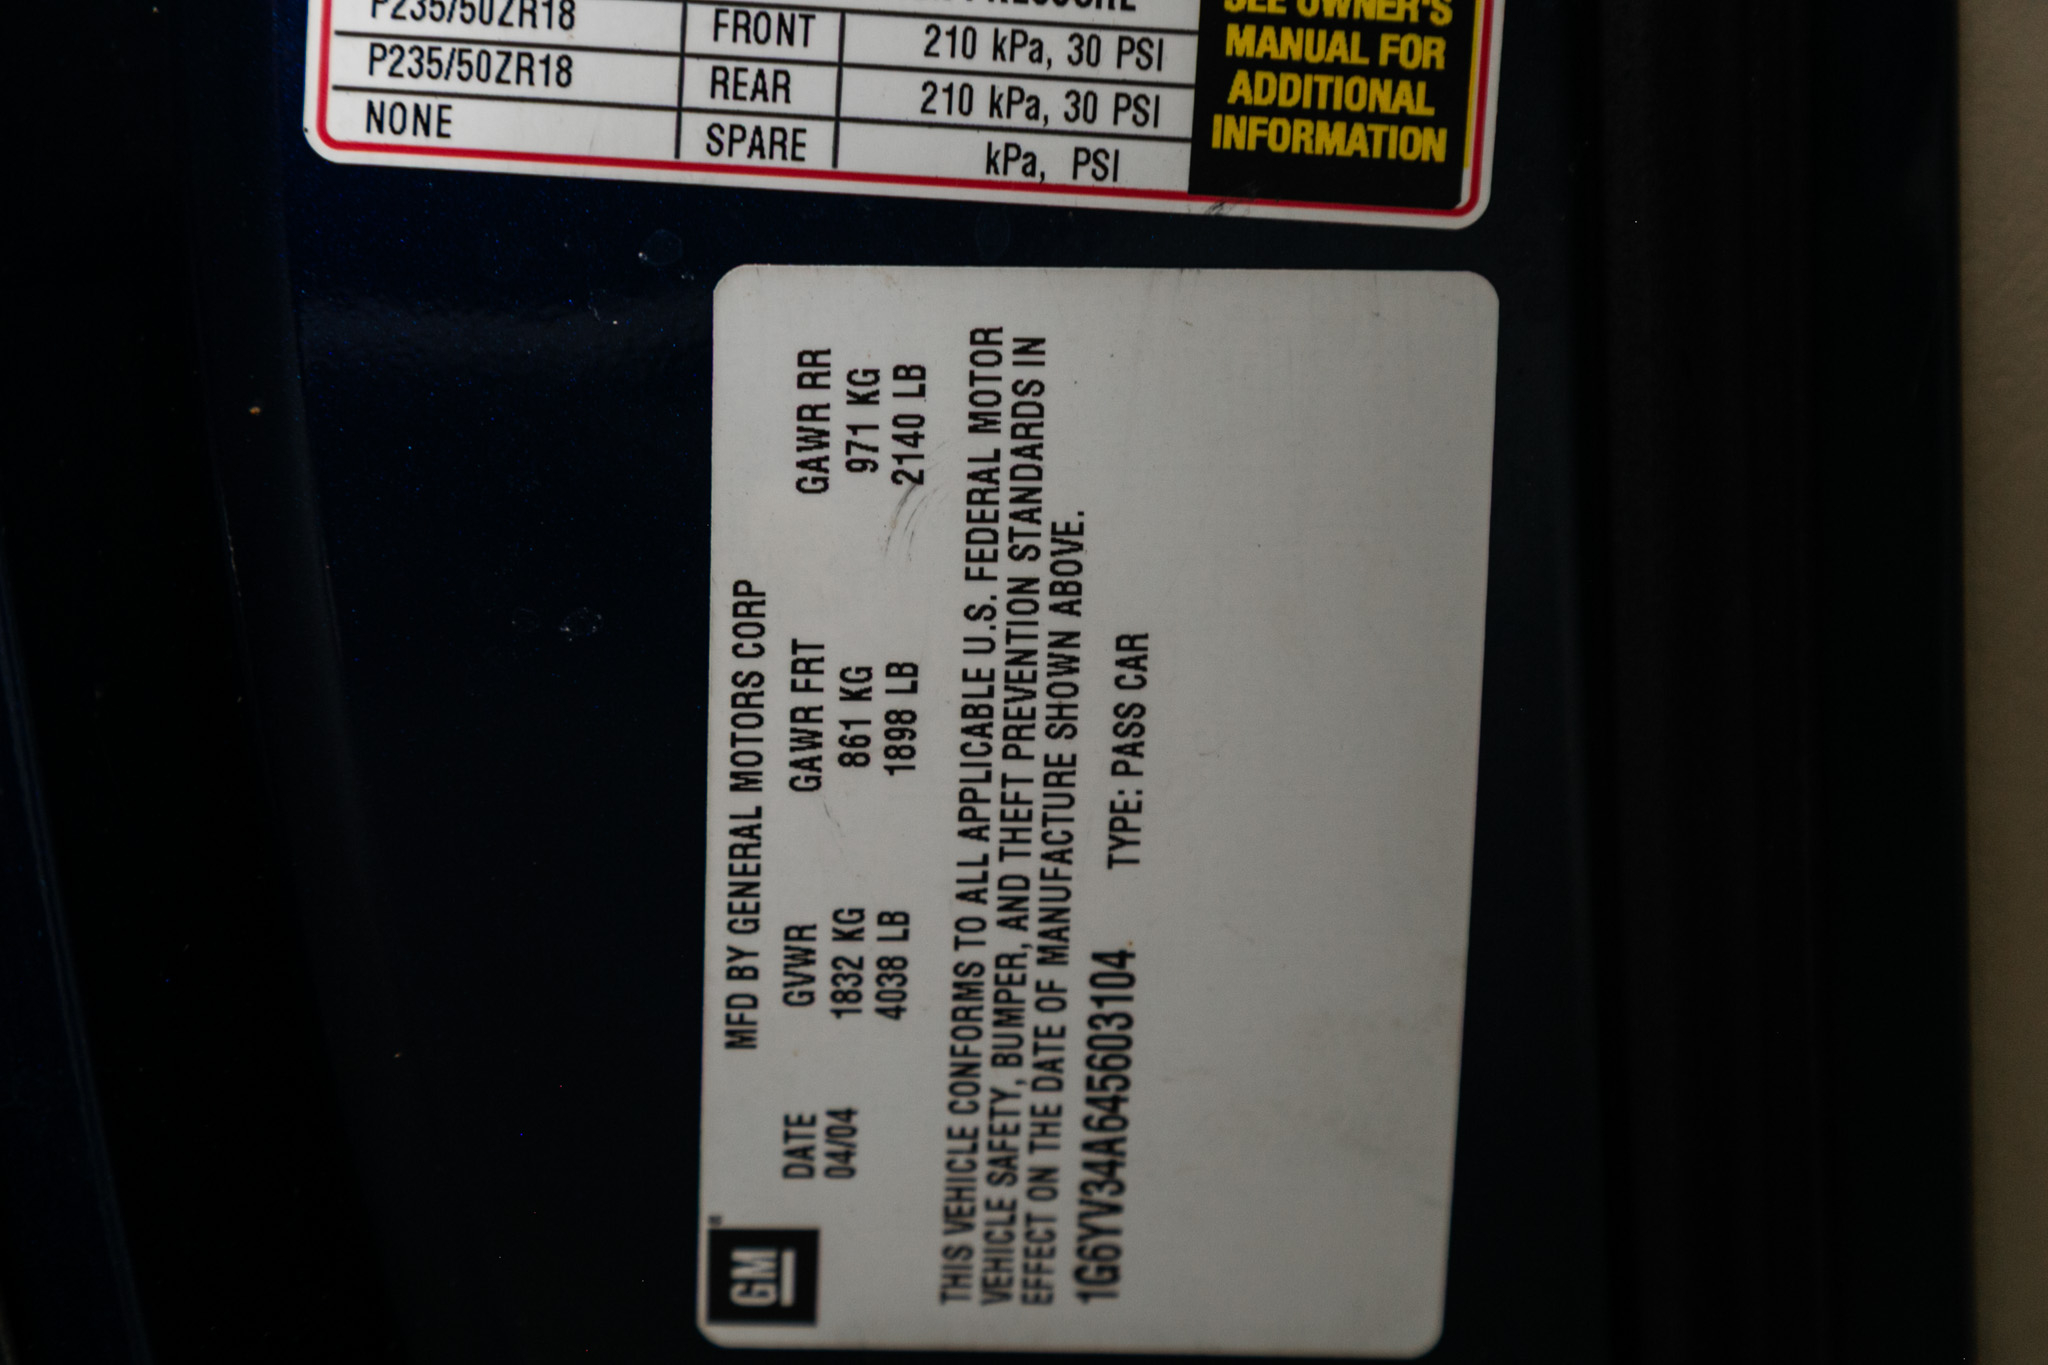 P235/50ZR18 FRONT 210 kPa, 30 PSI
P235/50ZR18 REAR 210 kPa, 30 PSI
NONE SPARE kPa, PSI
SEE OWNER'S
MANUAL FOR
ADDITIONAL
INFORMATION
GM
MFD BY GENERAL MOTORS CORP
DATE GVWR GAWR FRT GAWR RR
04/04 1832 KG 861 KG 971 KG
4038 LB 1898 LB 2140 LB
THIS VEHICLE CONFORMS TO ALL APPLICABLE U.S. FEDERAL MOTOR
VEHICLE SAFETY, BUMPER, AND THEFT PREVENTION STANDARDS IN
EFFECT ON THE DATE OF MANUFACTURE SHOWN ABOVE.
1G6YV34A645603104 TYPE: PASS CAR